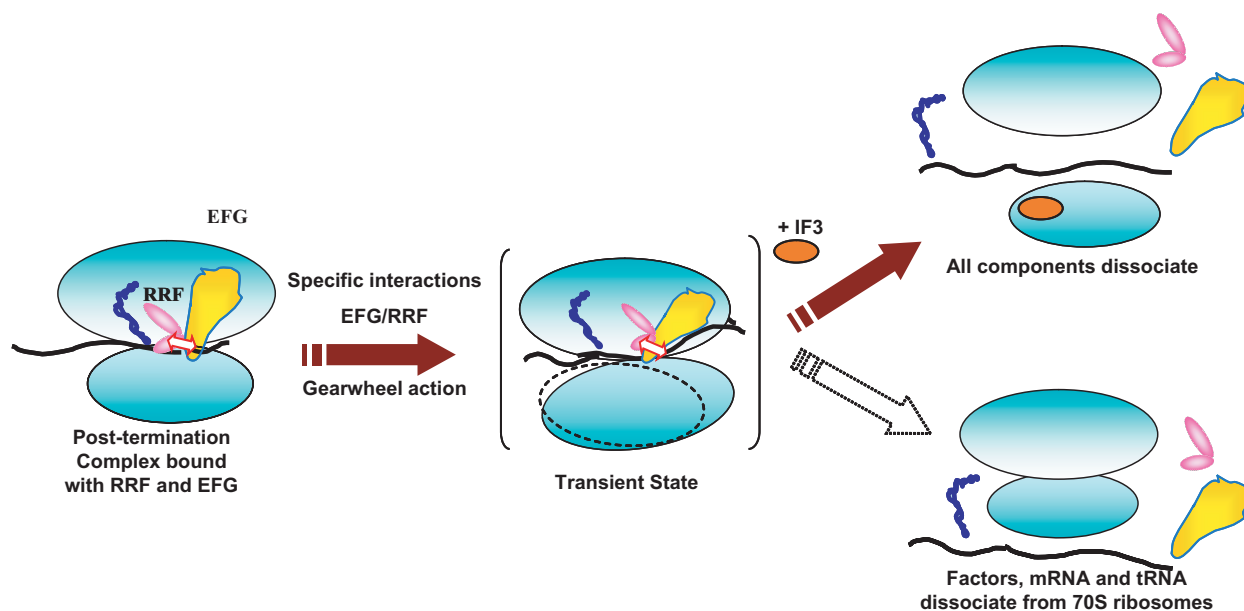 EFG
RRF
Post-termination
Complex bound
with RRF and EFG
Specific interactions
EFG/RRF
Gearwheel action
Transient State
+ IF3
All components dissociate
Factors, mRNA and tRNA
dissociate from 70S ribosomes